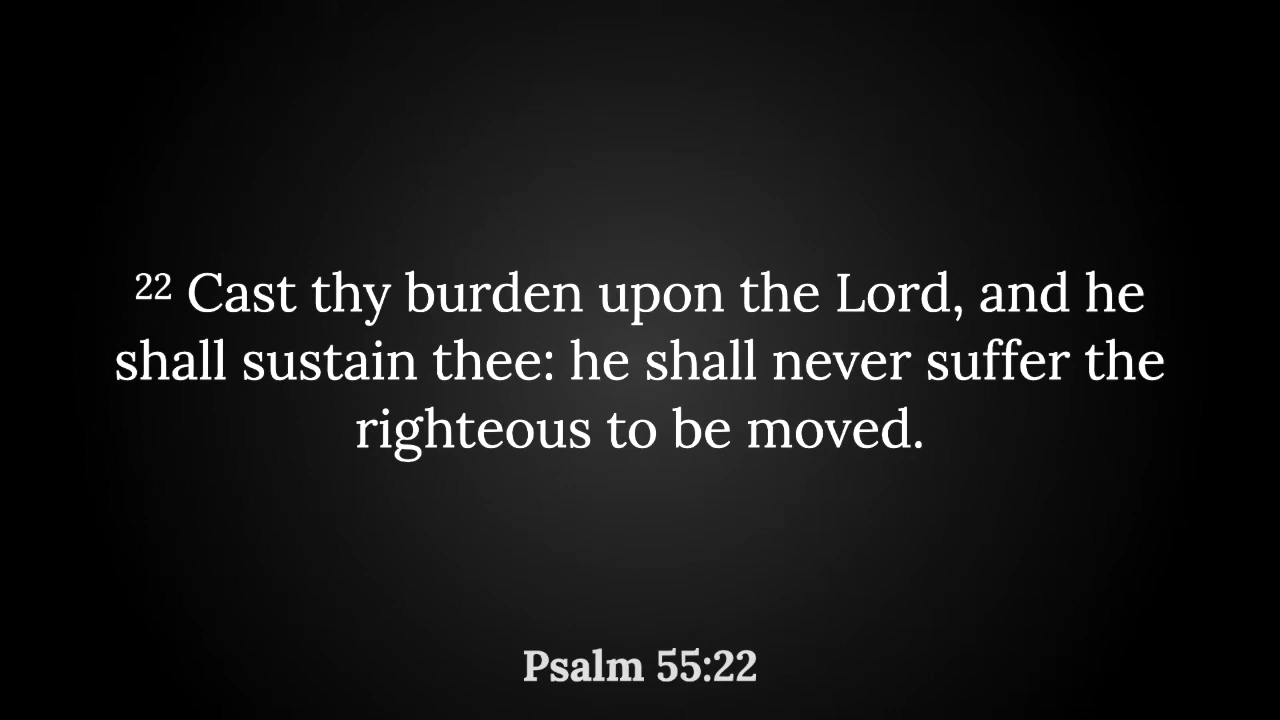 22 Cast thy burden upon the Lord, and he
shall sustain thee: he shall never suffer the
righteous to be moved.
Psalm 55:22